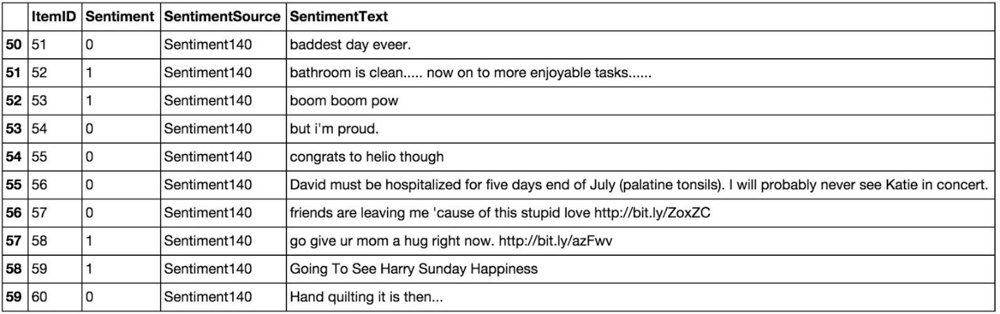 ItemID Sentiment SentimentSource SentimentText
50 51 0 Sentiment140 baddest day eveer.
51 52 1 Sentiment140 bathroom is clean..... now on to more enjoyable tasks......
52 53 1 Sentiment140 boom boom pow
53 54 0 Sentiment140 but i'm proud.
54 55 0 Sentiment140 congrats to helio though
55 56 0 Sentiment140 David must be hospitalized for five days end of July (palatine tonsils). I will probably never see Katie in concert.
56 57 0 Sentiment140 friends are leaving me 'cause of this stupid love http://bit.ly/ZoxZC
57 58 1 Sentiment140 go give ur mom a hug right now. http://bit.ly/azFwv
58 59 1 Sentiment140 Going To See Harry Sunday Happiness
59 60 0 Sentiment140 Hand quilting it is then...